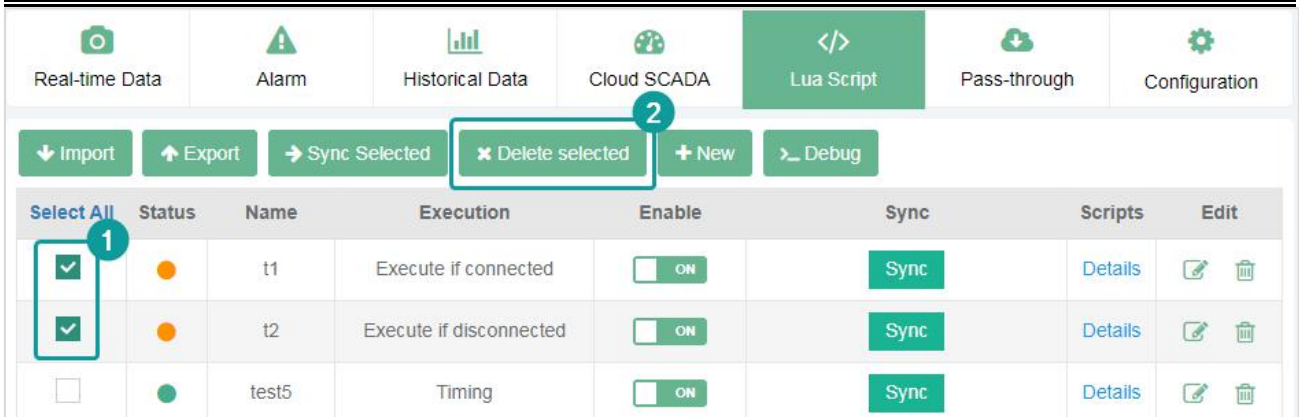 Real-time Data Alarm Historical Data Cloud SCADA </> Lua Script Pass-through Configuration
2
Import Export Sync Selected Delete selected New >_ Debug
Select All Status Name Execution Enable Sync Scripts Edit
1
t1 Execute if connected ON Sync Details
t2 Execute if disconnected ON Sync Details
test5 Timing ON Sync Details